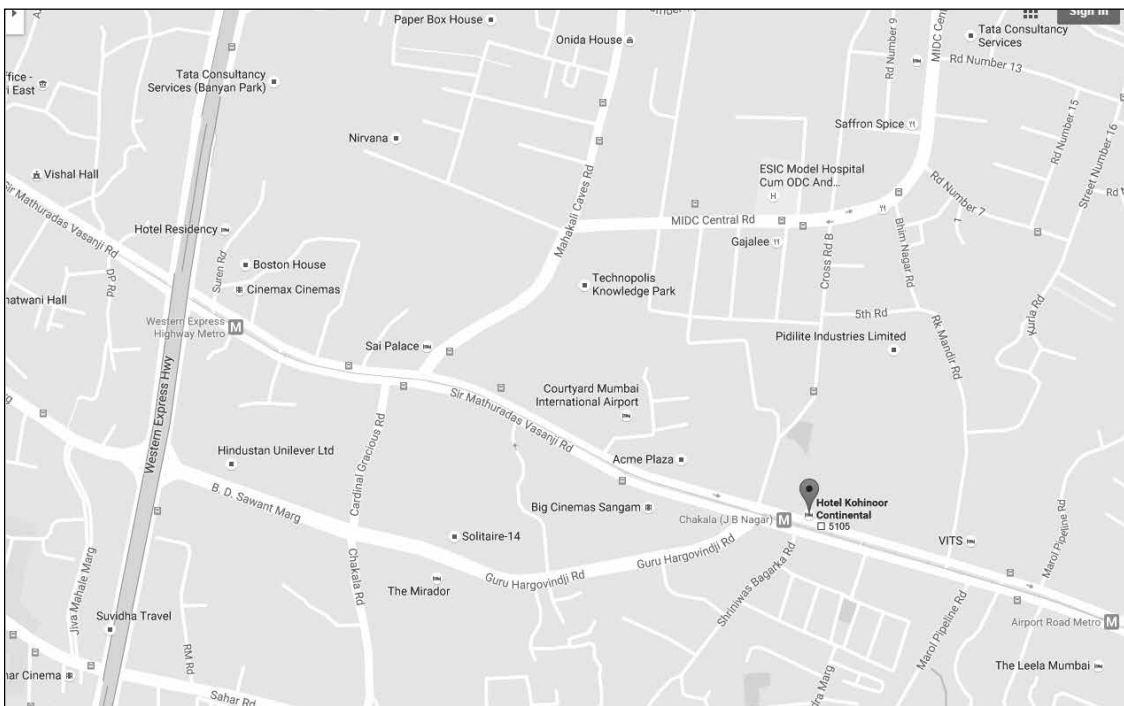 Paper Box House
Onida House
Sign in
Tata Consultancy
Services
MIDC Central
Rd Number 9
Rd Number 13
Tata Consultancy
Services (Banyan Park)
Rd Number 15
Street Number 16
Nirvana
Saffron Spice
Vishal Hall
Mahakali Caves Rd
ESIC Model Hospital
Cum ODC And...
H
Rd Number 7
Sir Mathuradas Vasanji Rd
Hotel Residency
MIDC Central Rd
Gajalee
Cross Rd B
Bhim Nagar Rd
Suren Rd
Boston House
DP Rd
Cinemax Cinemas
Technopolis
Knowledge Park
Kurla Rd
5th Rd
Western Express
Highway Metro
M
Sai Palace
Pidilite Industries Limited
Rk Mandir Rd
Western Express Hwy
Sir Mathuradas Vasanji Rd
Courtyard Mumbai
International Airport
Cardinal Gracious Rd
Hindustan Unilever Ltd
Acme Plaza
B. D. Sawant Marg
Big Cinemas Sangam
Chakala (J B Nagar)
M
Hotel Kohinoor
Continental
5105
Solitaire-14
VITS
Guru Hargovindji Rd
Guru Hargovindji Rd
The Mirador
Chakala Rd
Shriniwas Bagarka Rd
Marol Pipeline Rd
Marol Pipeline Rd
Jiva Mahale Marg
Suvidha Travel
Airport Road Metro
M
RM Rd
The Leela Mumbai
Sahar Rd